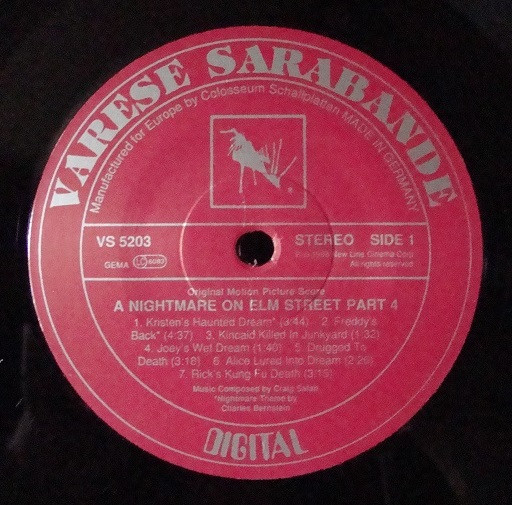 VARESE SARABANDE
Manufactured for Europe by Colosseum Schallplatten MADE IN GERMANY
VS 5203
STEREO SIDE 1
GEMA LC 6083
1988 New Line Cinema Corp.
All rights reserved
Original Motion Picture Score
A NIGHTMARE ON ELM STREET PART 4
1. Kristen's Haunted Dream* (3:44) 2. Freddy's
Back* (4:37) 3. Kincaid Killed In Junkyard (1:32)
4. Joey's Wet Dream (1:40) 5. Drugged To
Death (3:18) 6. Alice Lured Into Dream (2:25)
7. Rick's Kung Fu Death (3:15)
Music Composed by Craig Safan
*Nightmare Theme by
Charles Bernstein
DIGITAL